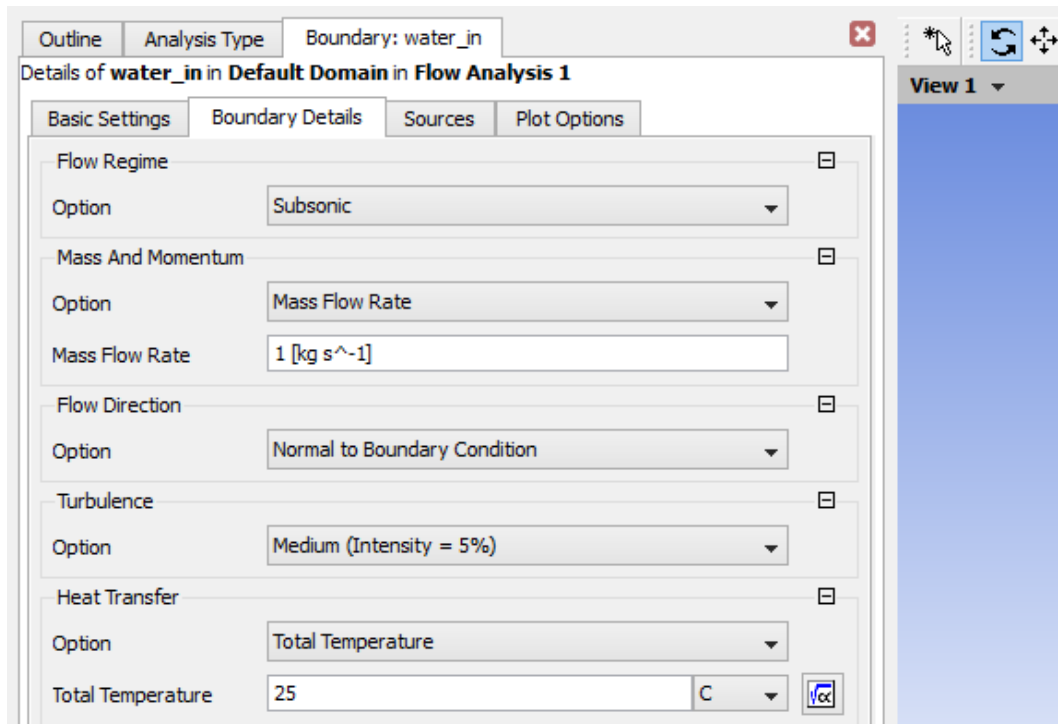 Outline Analysis Type Boundary: water_in
Details of water_in in Default Domain in Flow Analysis 1
View 1
Basic Settings Boundary Details Sources Plot Options
Flow Regime
Option Subsonic
Mass And Momentum
Option Mass Flow Rate
Mass Flow Rate 1 [kg s^-1]
Flow Direction
Option Normal to Boundary Condition
Turbulence
Option Medium (Intensity = 5%)
Heat Transfer
Option Total Temperature
Total Temperature 25 C √α